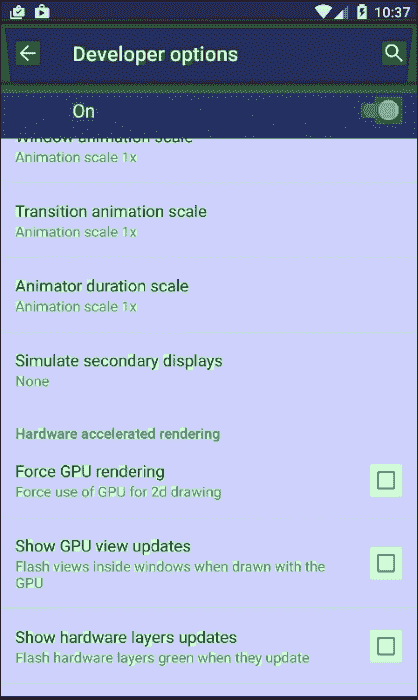 10:37
Developer options
On
Window animation scale
Animation scale 1x
Transition animation scale
Animation scale 1x
Animator duration scale
Animation scale 1x
Simulate secondary displays
None
Hardware accelerated rendering
Force GPU rendering
Force use of GPU for 2d drawing
Show GPU view updates
Flash views inside windows when drawn with the
GPU
Show hardware layers updates
Flash hardware layers green when they update